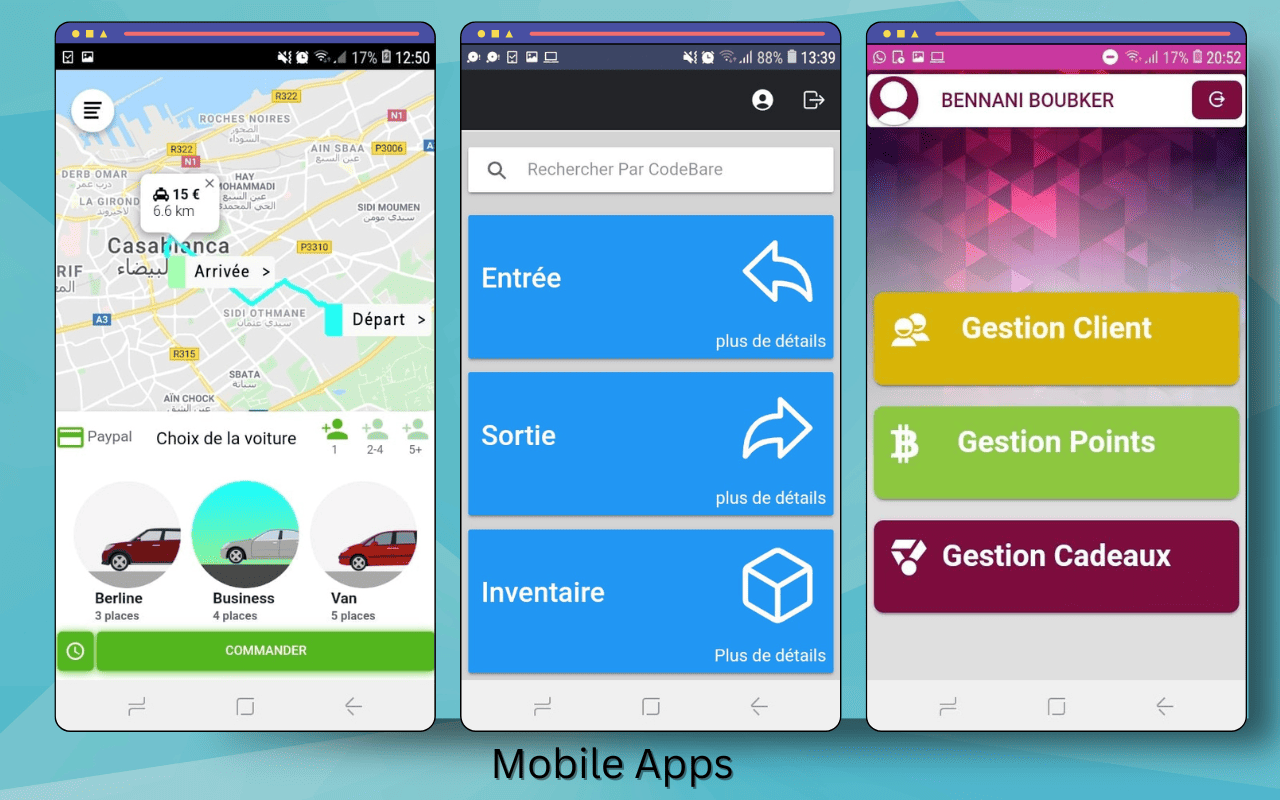 17% 12:50
R322
ROCHES NOIRES
الصخور
السوداء
N1
R322
N1
AIN SBAA
عين السبع
P3006
DERB OMAR
درب عمر
HAY
MOHAMMADI
الحي المحمدي
15 €
6.6 km
LA GIROND
SIDI MOUMEN
سيدي مومن
Casablanca
P3310
Arrivée >
SIDI OTHMANE
سيدي عثمان
Départ >
A3
R315
SBATA
سباتة
AÏN CHOCK
عين الشق
Paypal
Choix de la voiture
1
2-4
5+
Berline
3 places
Business
4 places
Van
5 places
COMMANDER
88% 13:39
Rechercher Par CodeBare
Entrée
plus de détails
Sortie
plus de détails
Inventaire
Plus de détails
17% 20:52
BENNANI BOUBKER
Gestion Client
Gestion Points
Gestion Cadeaux
Mobile Apps